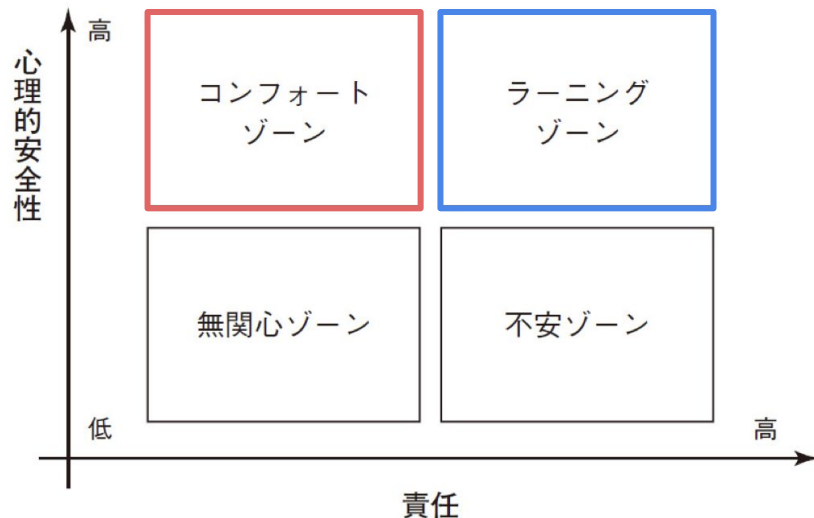 高
心理的安全性
コンフォート
ゾーン
ラーニング
ゾーン
無関心ゾーン
不安ゾーン
低
高
責任